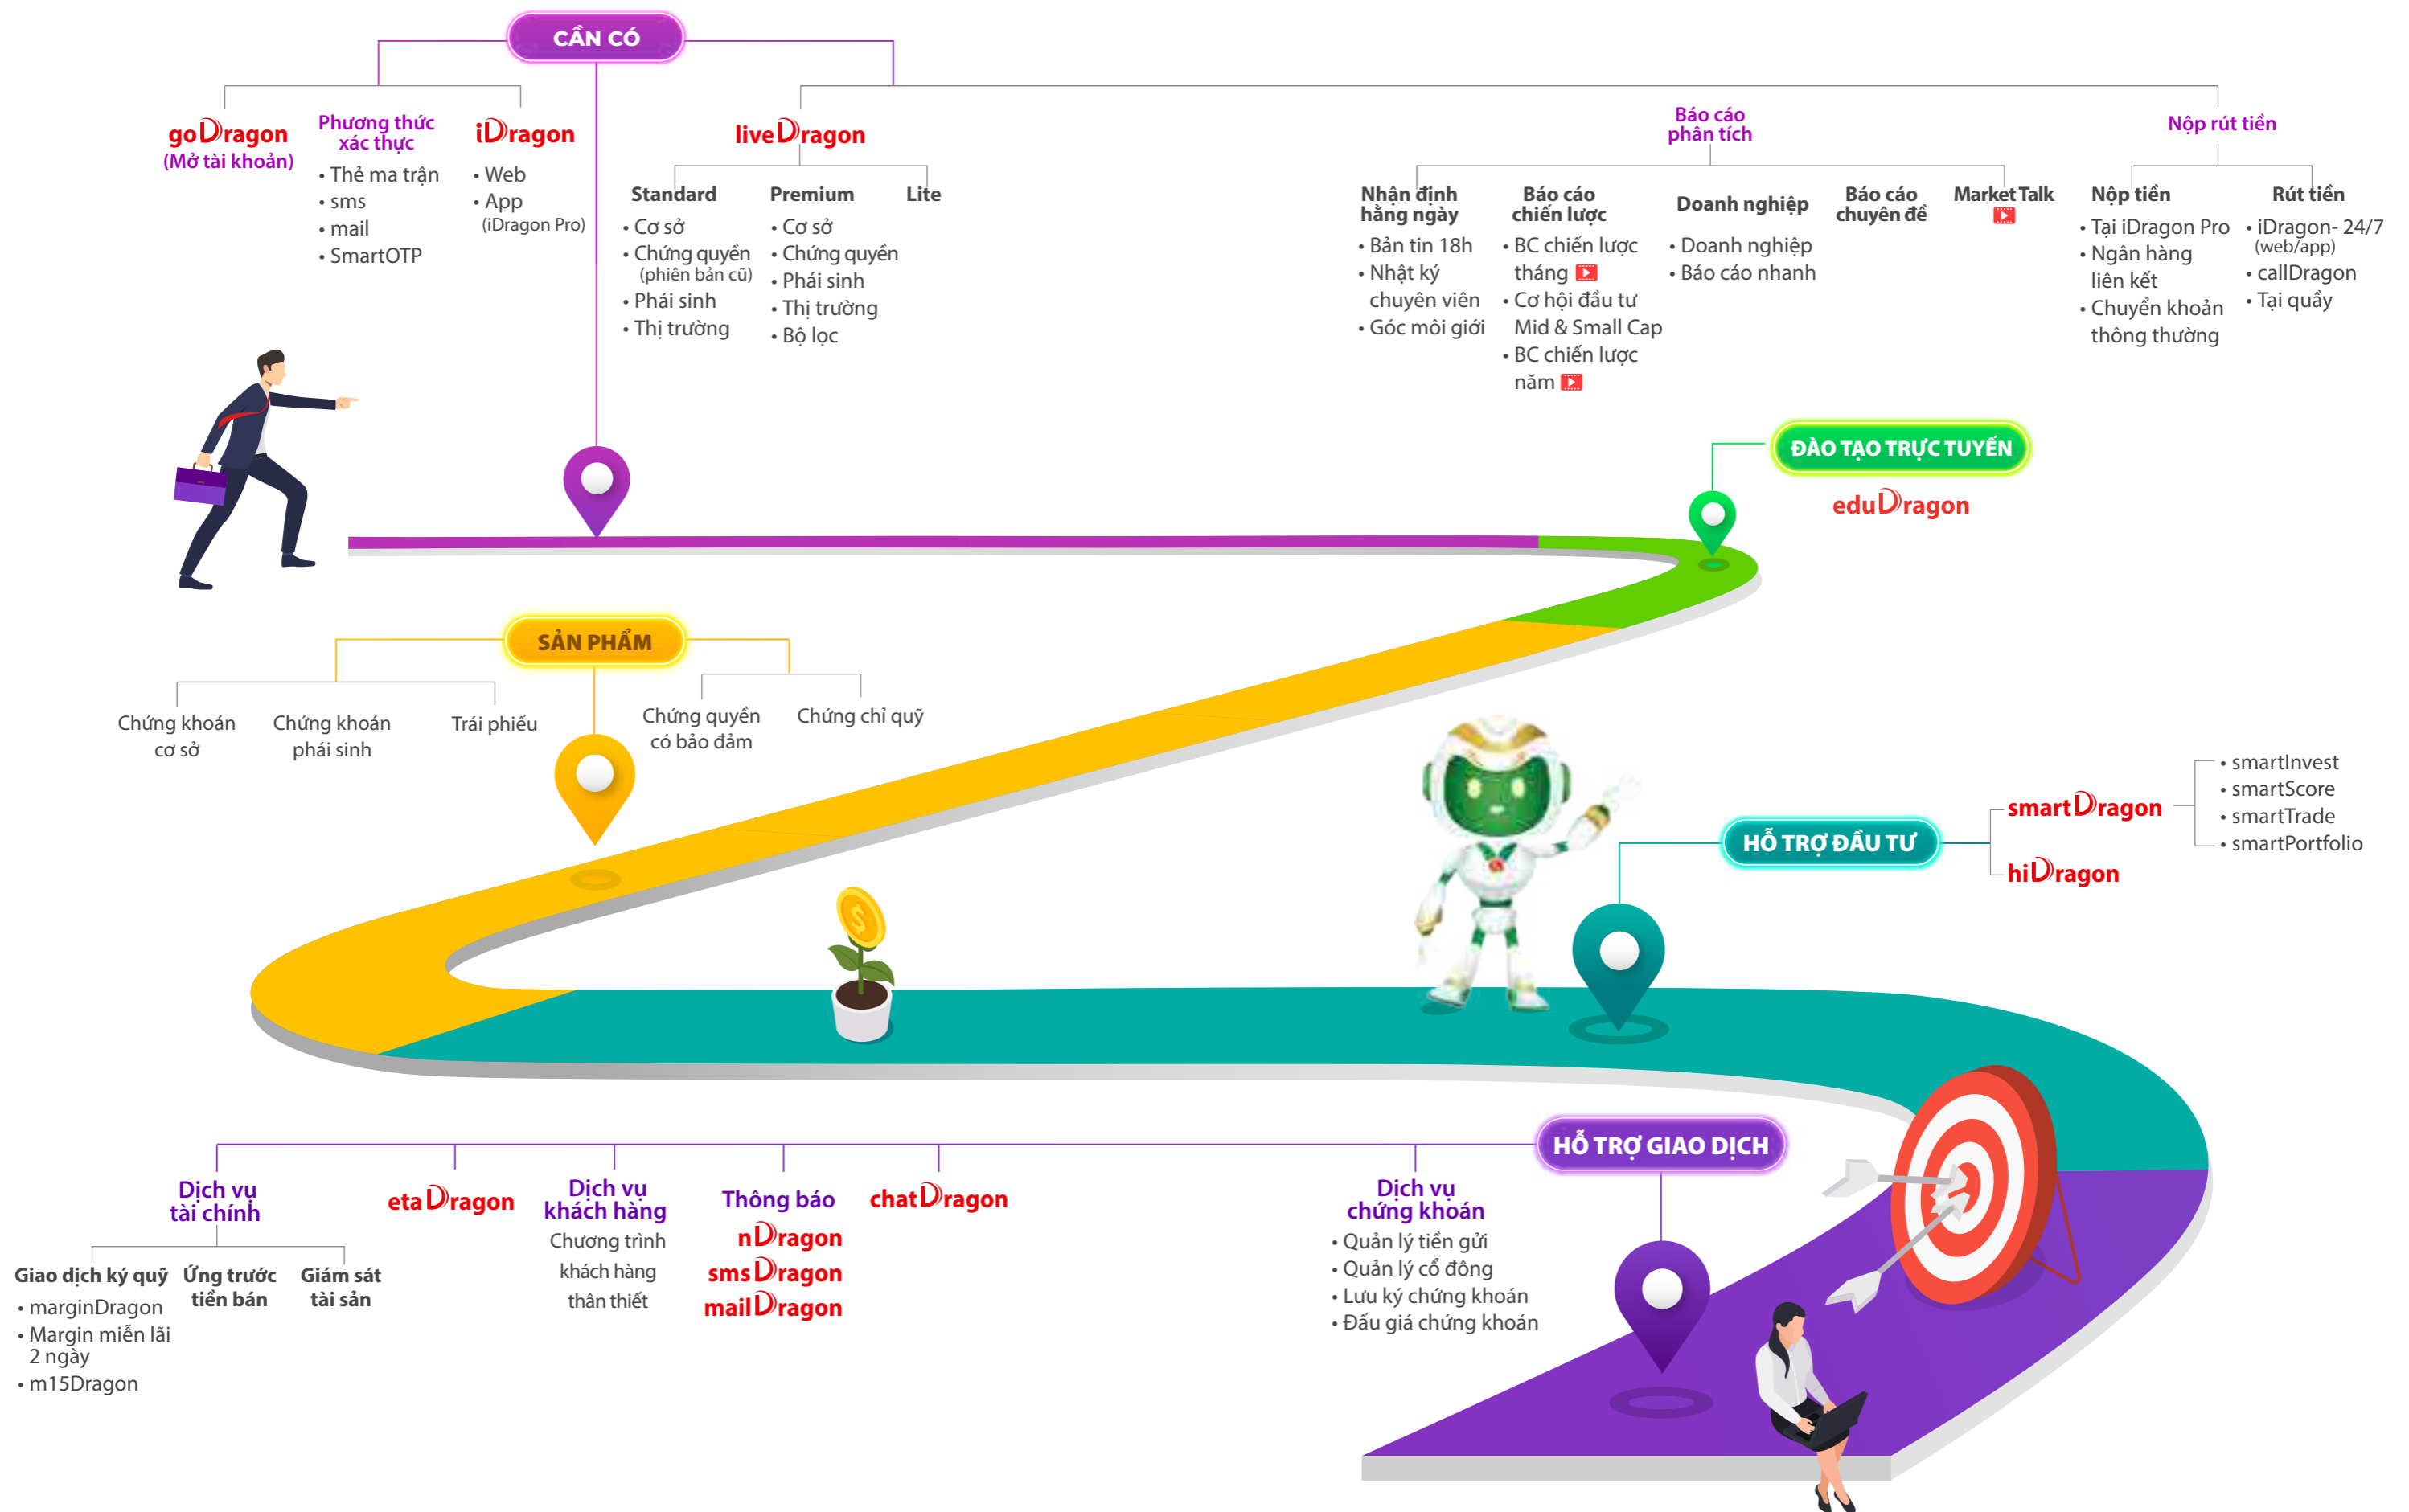 CẦN CÓ
goDragon
(Mở tài khoản)
Phương thức
xác thực
• Thẻ ma trận
• sms
• mail
• SmartOTP
iDragon
• Web
• App
(iDragon Pro)
liveDragon
Standard
• Cơ sở
• Chứng quyền
(phiên bản cũ)
• Phái sinh
• Thị trường
Premium
• Cơ sở
• Chứng quyền
• Phái sinh
• Thị trường
• Bộ lọc
Lite
Báo cáo
phân tích
Nhận định
hằng ngày
• Bản tin 18h
• Nhật ký
chuyên viên
• Góc môi giới
Báo cáo
chiến lược
• BC chiến lược
tháng
• Cơ hội đầu tư
Mid & Small Cap
• BC chiến lược
năm
Doanh nghiệp
• Doanh nghiệp
• Báo cáo nhanh
Báo cáo
chuyên đề
Market Talk
Nộp rút tiền
Nộp tiền
• Tại iDragon Pro
• Ngân hàng
liên kết
• Chuyển khoản
thông thường
Rút tiền
• iDragon- 24/7
(web/app)
• callDragon
• Tại quầy
ĐÀO TẠO TRỰC TUYẾN
eduDragon
SẢN PHẨM
Chứng khoán
cơ sở
Chứng khoán
phái sinh
Trái phiếu
Chứng quyền
có bảo đảm
Chứng chỉ quỹ
HỖ TRỢ ĐẦU TƯ
smartDragon
• smartInvest
• smartScore
• smartTrade
• smartPortfolio
hiDragon
HỖ TRỢ GIAO DỊCH
Dịch vụ
tài chính
Giao dịch ký quỹ
• marginDragon
• Margin miễn lãi
2 ngày
• m15Dragon
Ứng trước
tiền bán
Giám sát
tài sản
etaDragon
Dịch vụ
khách hàng
Chương trình
khách hàng
thân thiết
Thông báo
nDragon
smsDragon
mailDragon
chatDragon
Dịch vụ
chứng khoán
• Quản lý tiền gửi
• Quản lý cổ đông
• Lưu ký chứng khoán
• Đấu giá chứng khoán